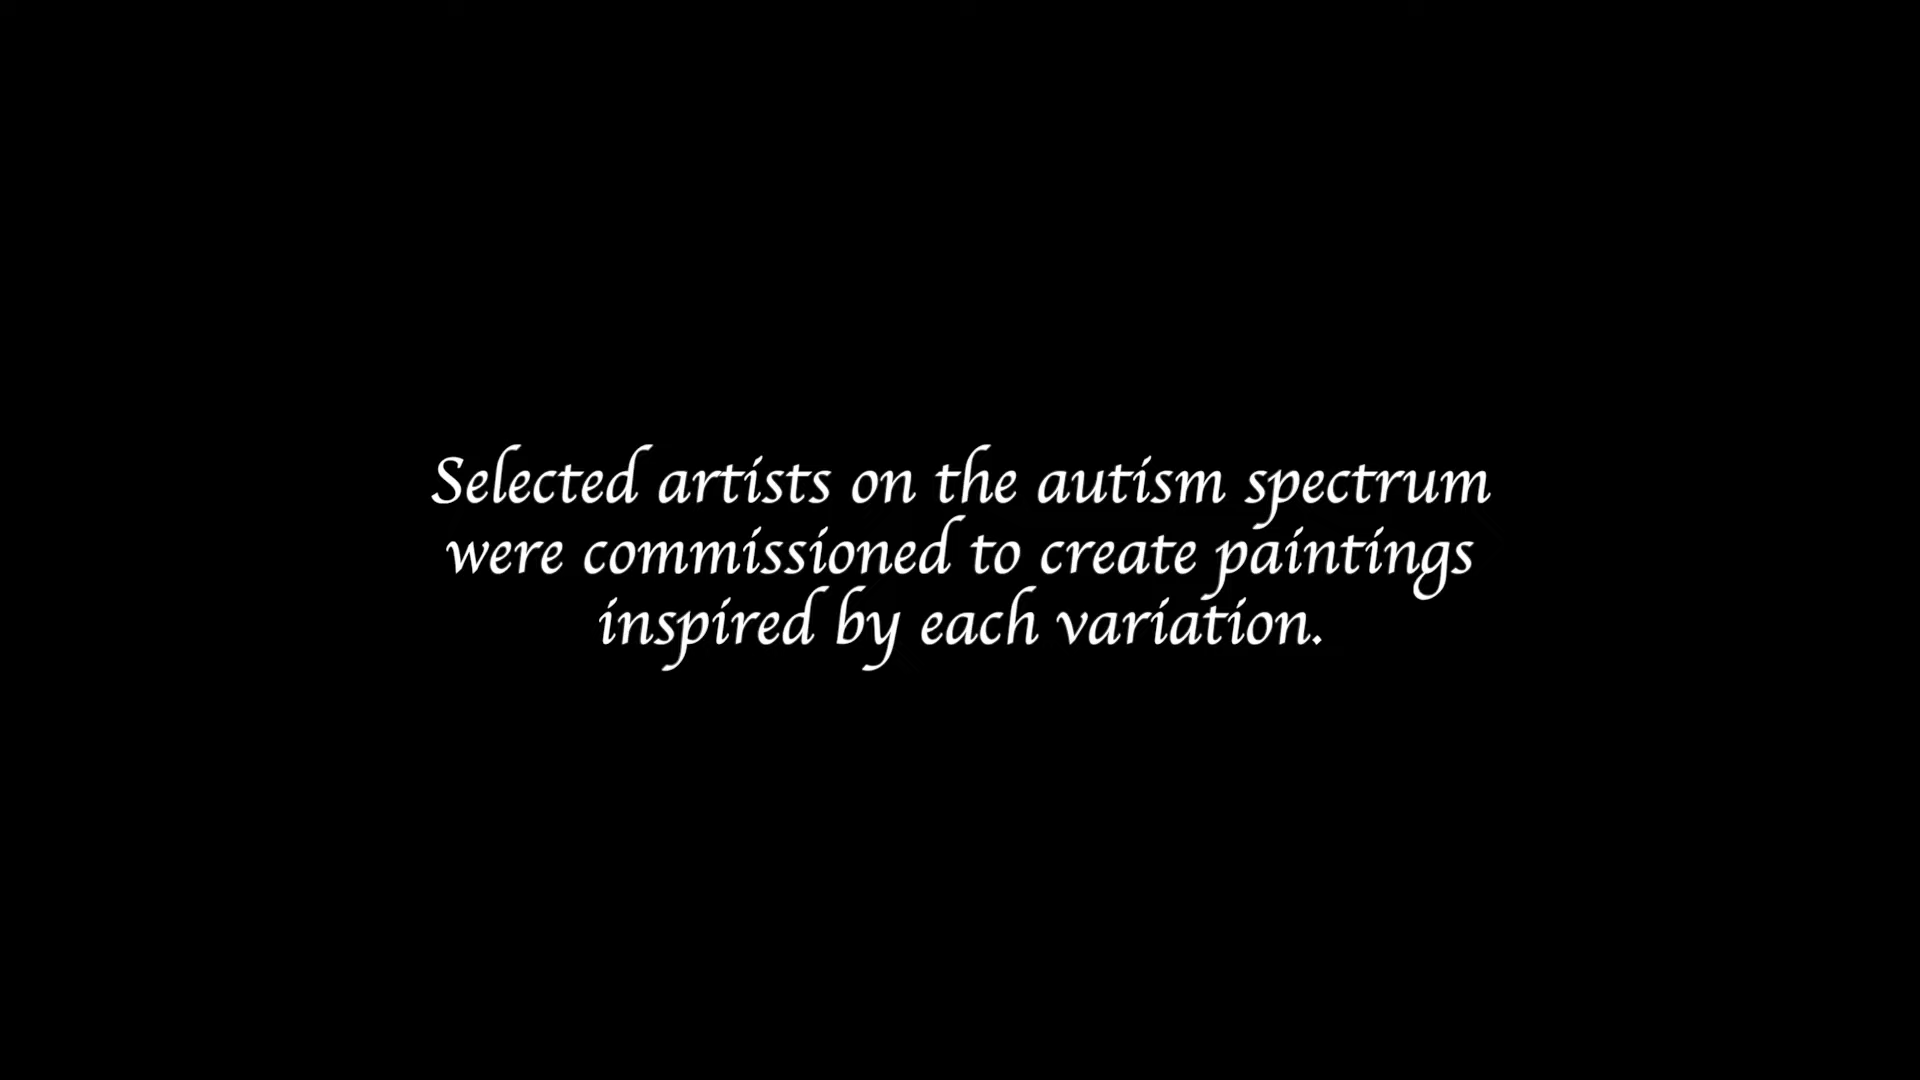 Selected artists on the autism spectrum
were commissioned to create paintings
inspired by each variation.